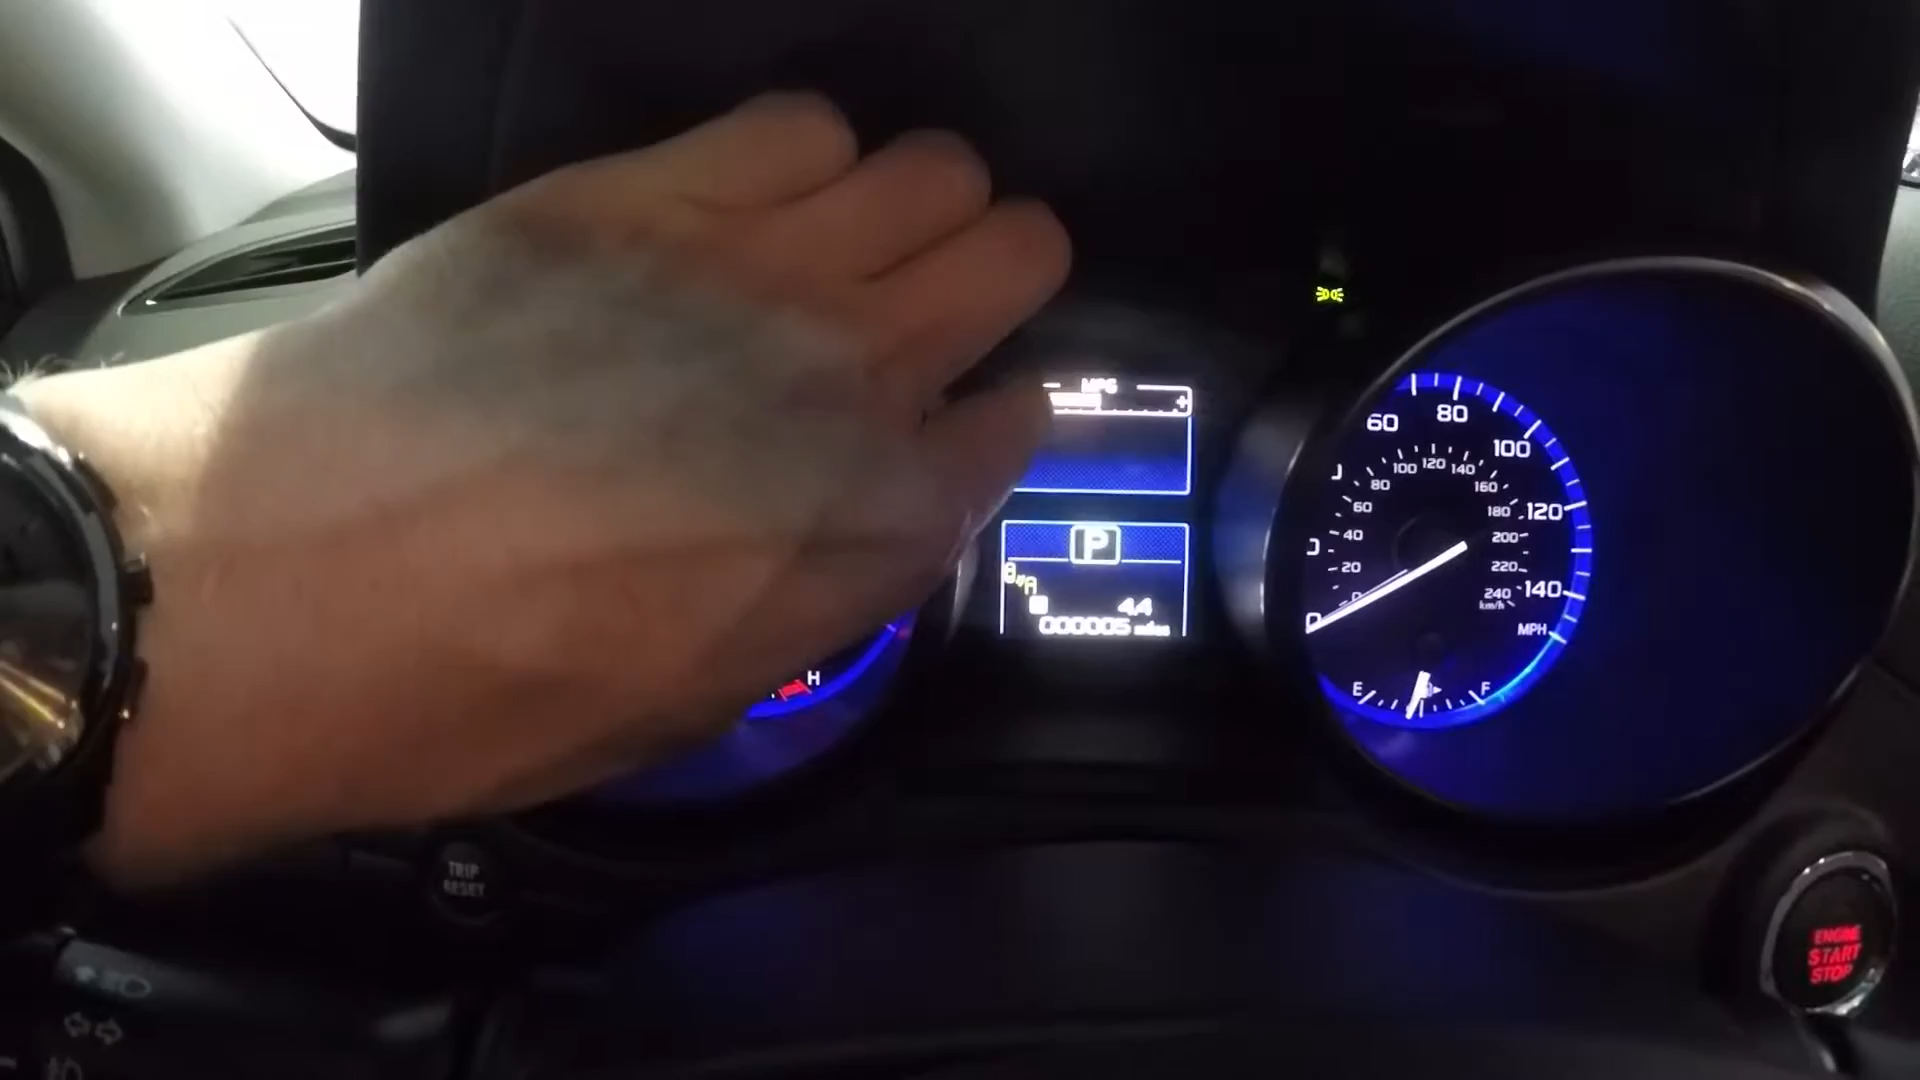 MPG
+
60
80
100
120
140
80
100
120
140
160
60
180
40
200
20
220
240
0
km/h
MPH
P
A
4.4
000005 miles
E
F
H
TRIP
RESET
ENGINE
START
STOP